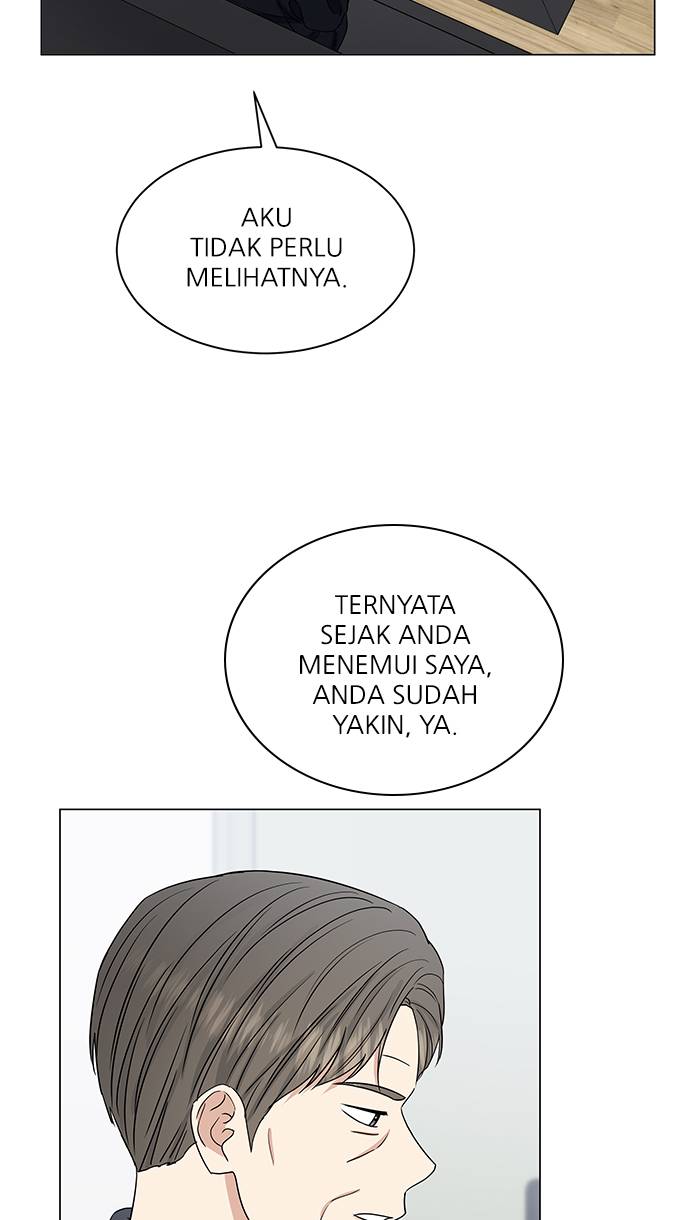 AKU
TIDAK PERLU
MELIHATNYA.
TERNYATA
SEJAK ANDA
MENEMUI SAYA,
ANDA SUDAH
YAKIN, YA.